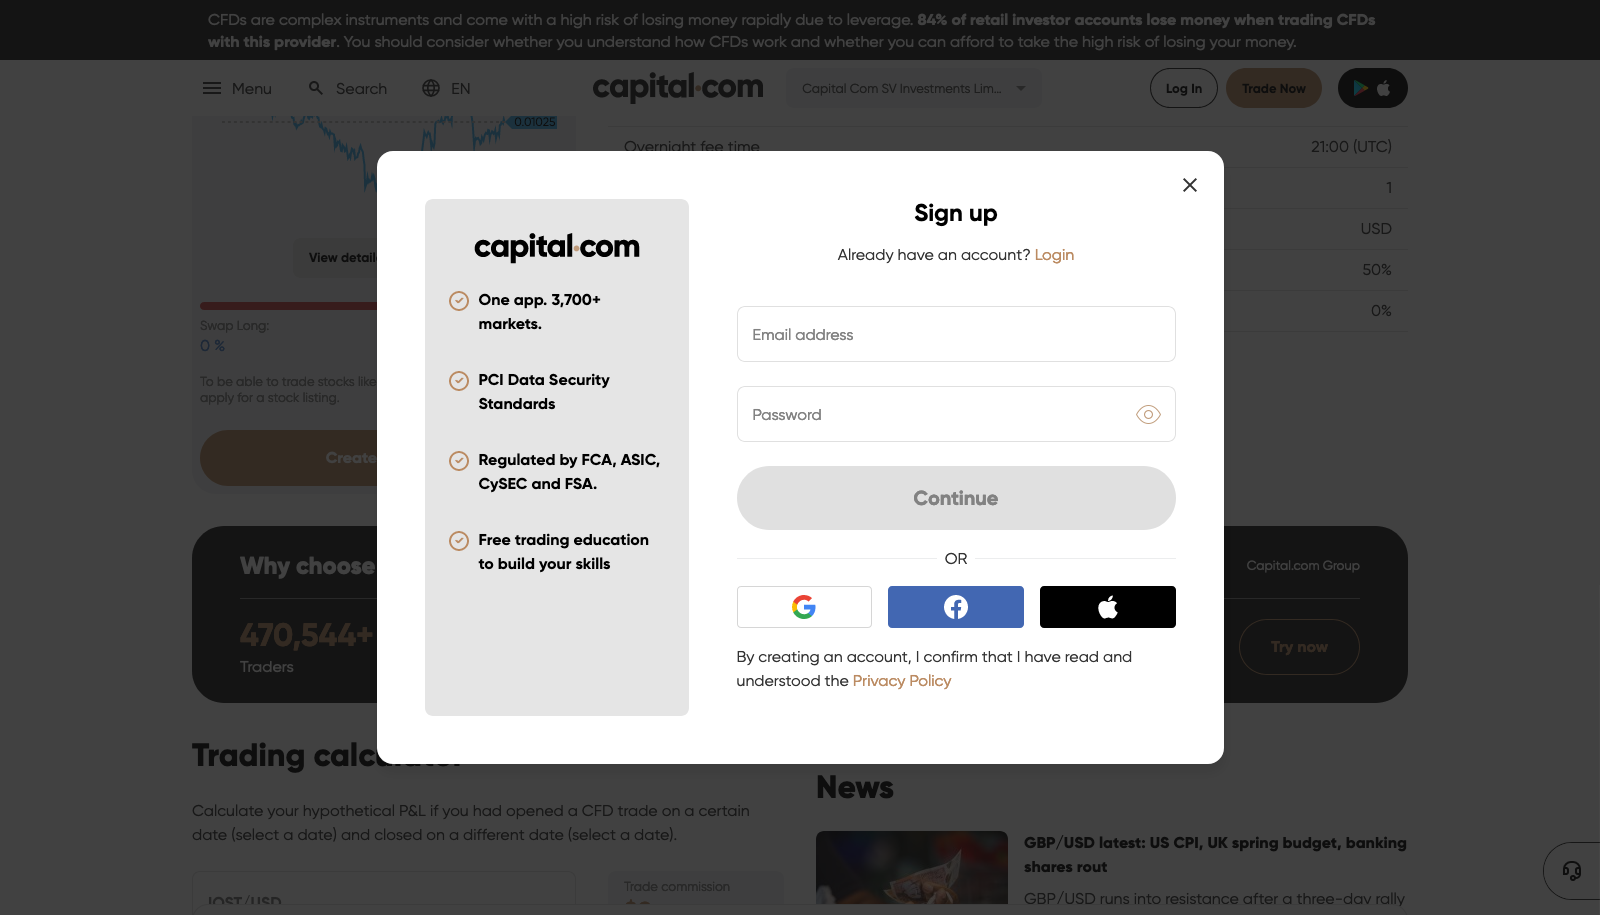 CFDs are complex instruments and come with a high risk of losing money rapidly due to leverage. 84% of retail investor accounts lose money when trading CFDs
with this provider. You should consider whether you understand how CFDs work and whether you can afford to take the high risk of losing your money.
Menu
Search
EN
capital.com
Capital Com SV Investments Lim...
Log In
Trade Now
0.01025
Overnight fee time
21:00 (UTC)
1
USD
50%
0%
View details
Swap Long:
0 %
To be able to trade stocks like
apply for a stock listing.
Create
Sign up
Already have an account? Login
capital.com
One app. 3,700+
markets.
PCI Data Security
Standards
Regulated by FCA, ASIC,
CySEC and FSA.
Free trading education
to build your skills
Email address
Password
Continue
OR
By creating an account, I confirm that I have read and
understood the Privacy Policy
Why choose
Capital.com Group
470,544+
Traders
Try now
Trading calculator
Calculate your hypothetical P&L if you had opened a CFD trade on a certain
date (select a date) and closed on a different date (select a date).
IOST/USD
Trade commission
News
GBP/USD latest: US CPI, UK spring budget, banking
shares rout
GBP/USD runs into resistance after a three-day rally